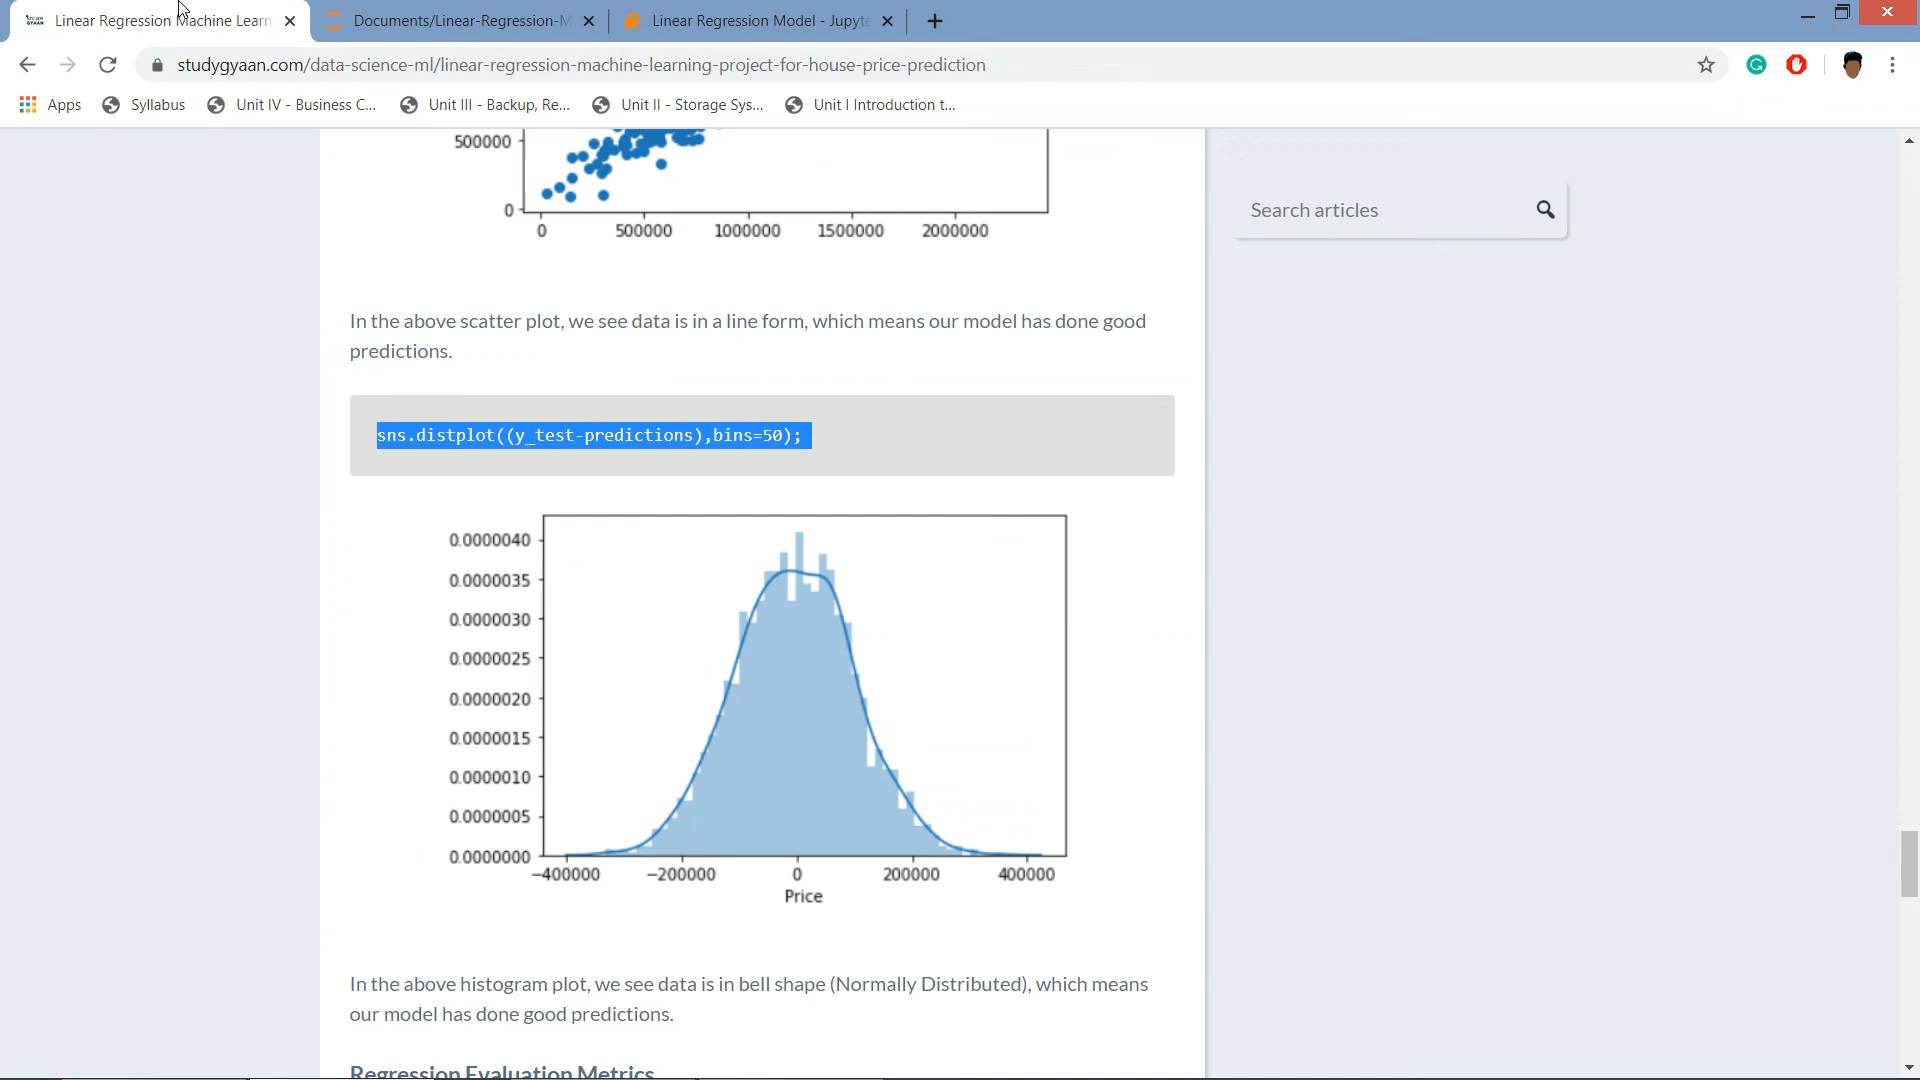 Linear Regression Machine Learn
Documents/Linear-Regression-M
Linear Regression Model - Jupyte
studygyaan.com/data-science-ml/linear-regression-machine-learning-project-for-house-price-prediction
Apps
Syllabus
Unit IV - Business C...
Unit III - Backup, Re...
Unit II - Storage Sys...
Unit I Introduction t...
500000
0
0 500000 1000000 1500000 2000000
Search articles
In the above scatter plot, we see data is in a line form, which means our model has done good
predictions.
sns.distplot((y_test-predictions),bins=50);
0.0000040
0.0000035
0.0000030
0.0000025
0.0000020
0.0000015
0.0000010
0.0000005
0.0000000
−400000 −200000 0 200000 400000
Price
In the above histogram plot, we see data is in bell shape (Normally Distributed), which means
our model has done good predictions.
Regression Evaluation Metrics